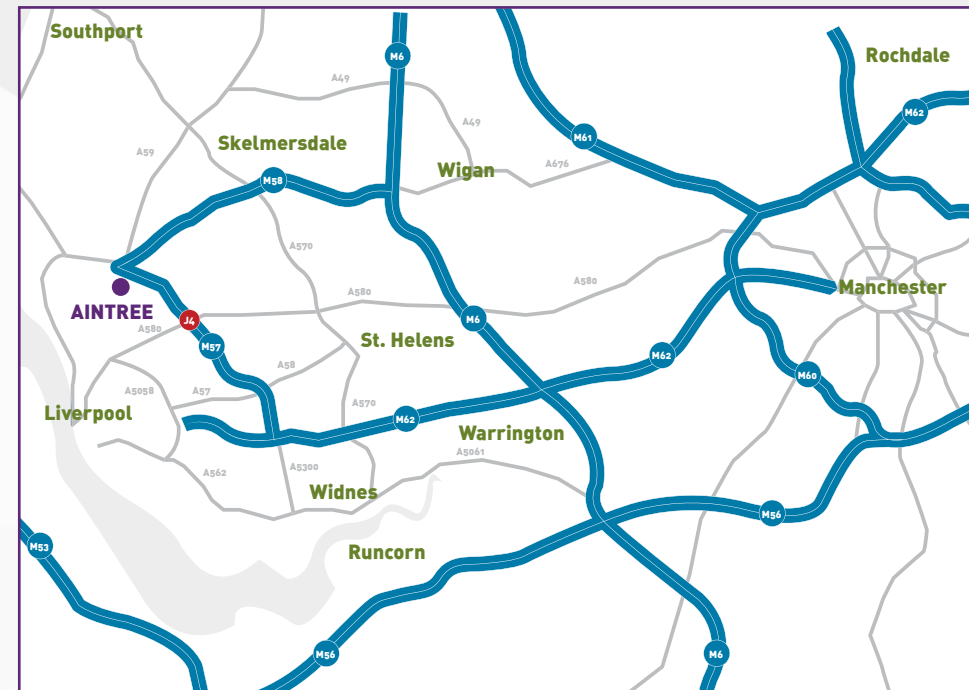 Southport
M6
Rochdale
A49
M62
A49
M61
Skelmersdale
A59
A676
Wigan
M58
A570
A580
A580
Manchester
AINTREE
J4
M6
A580
M57
St. Helens
M62
A58
M60
A5058
A57
A570
Liverpool
M62
Warrington
A5061
A562
A5300
Widnes
M56
M53
Runcorn
M56
M6